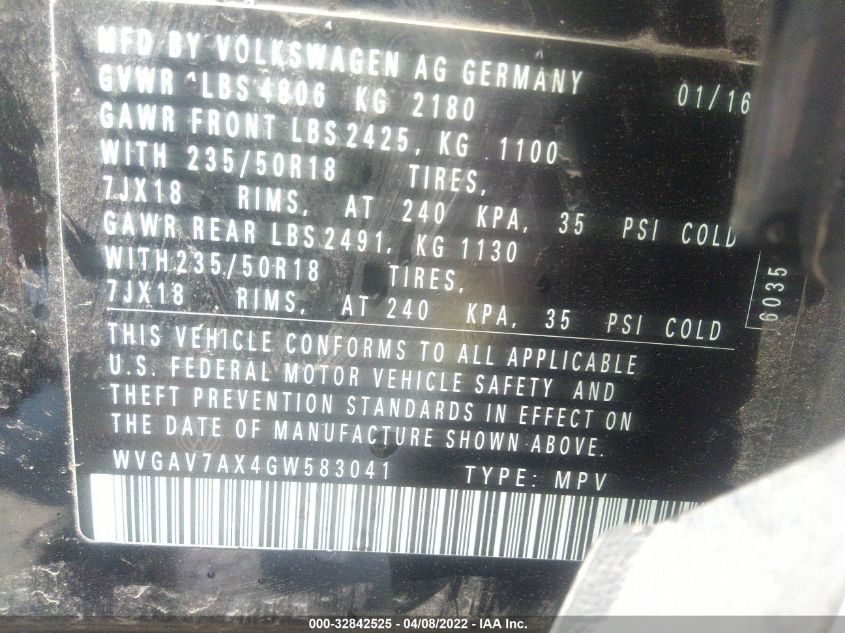 MFD BY VOLKSWAGEN AG GERMANY 01/16
GVWR LBS 4806 KG 2180
GAWR FRONT LBS 2425, KG 1100
WITH 235/50R18 TIRES,
7JX18 RIMS, AT 240 KPA, 35 PSI COLD
GAWR REAR LBS 2491, KG 1130
WITH 235/50R18 TIRES,
7JX18 RIMS, AT 240 KPA, 35 PSI COLD
6035
THIS VEHICLE CONFORMS TO ALL APPLICABLE
U.S. FEDERAL MOTOR VEHICLE SAFETY AND
THEFT PREVENTION STANDARDS IN EFFECT ON
THE DATE OF MANUFACTURE SHOWN ABOVE.
WVGAV7AX4GW583041 TYPE: MPV
000-32842525 - 04/08/2022 - IAA Inc.